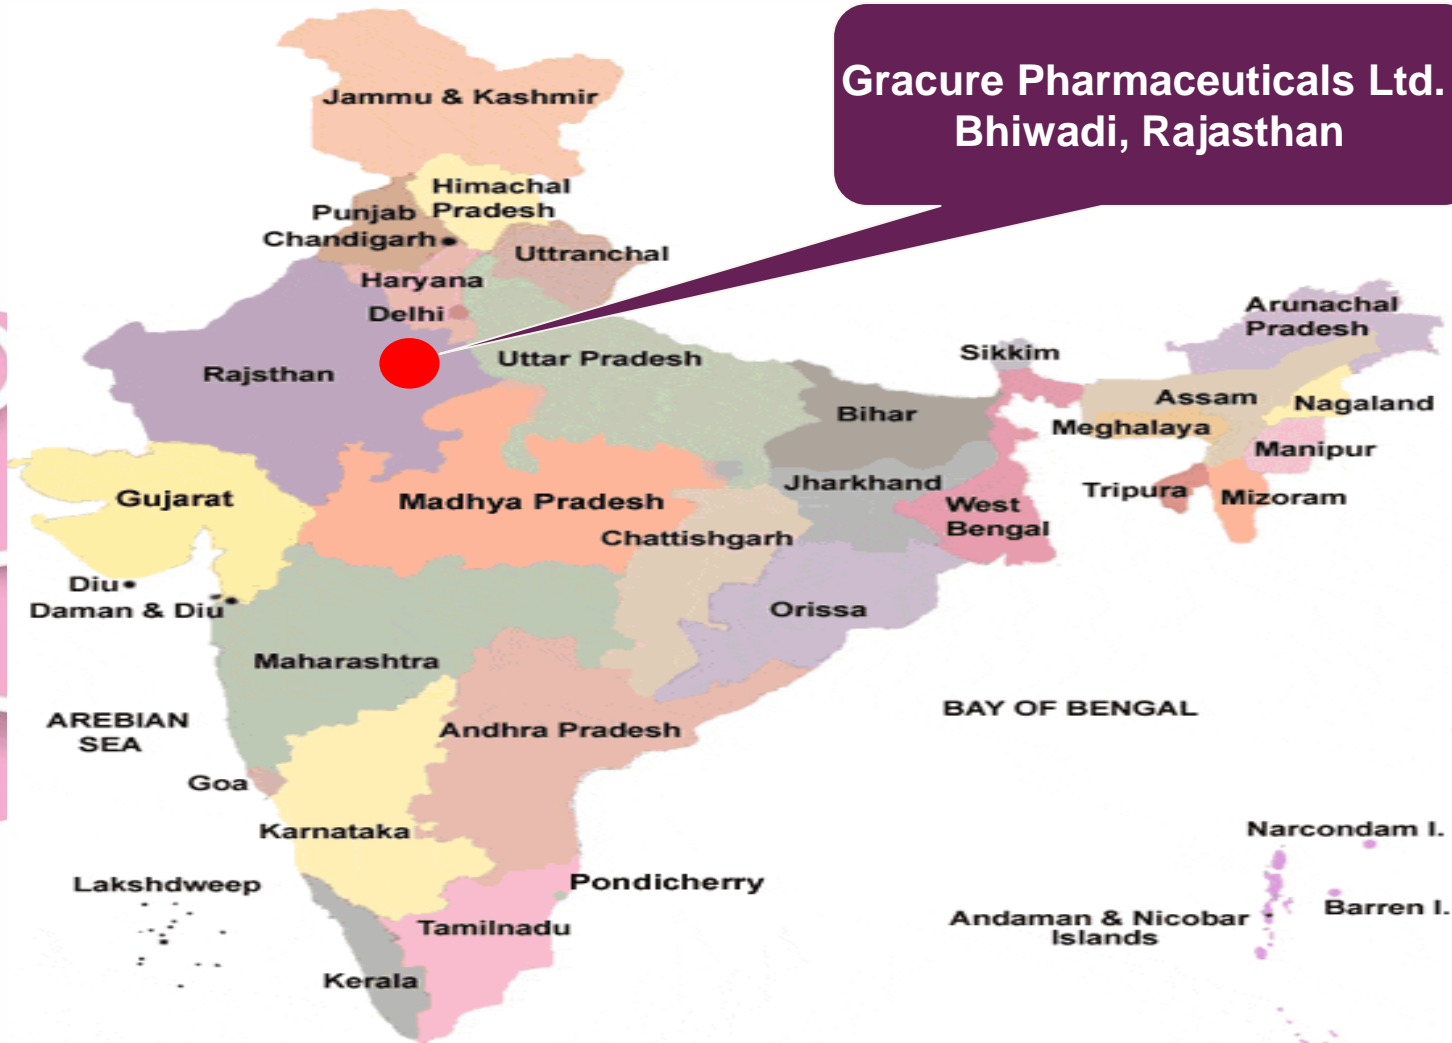 Gracure Pharmaceuticals Ltd.
Bhiwadi, Rajasthan
Jammu & Kashmir
Himachal
Pradesh
Punjab
Chandigarh
Uttranchal
Haryana
Delhi
Arunachal
Pradesh
Sikkim
Uttar Pradesh
Rajsthan
Assam
Nagaland
Bihar
Meghalaya
Manipur
Jharkhand
Tripura
Mizoram
Gujarat
Madhya Pradesh
West
Bengal
Chattishgarh
Diu
Daman & Diu
Orissa
Maharashtra
BAY OF BENGAL
AREBIAN
SEA
Andhra Pradesh
Goa
Karnataka
Narcondam I.
Lakshdweep
Pondicherry
Barren I.
Andaman & Nicobar
Islands
Tamilnadu
Kerala